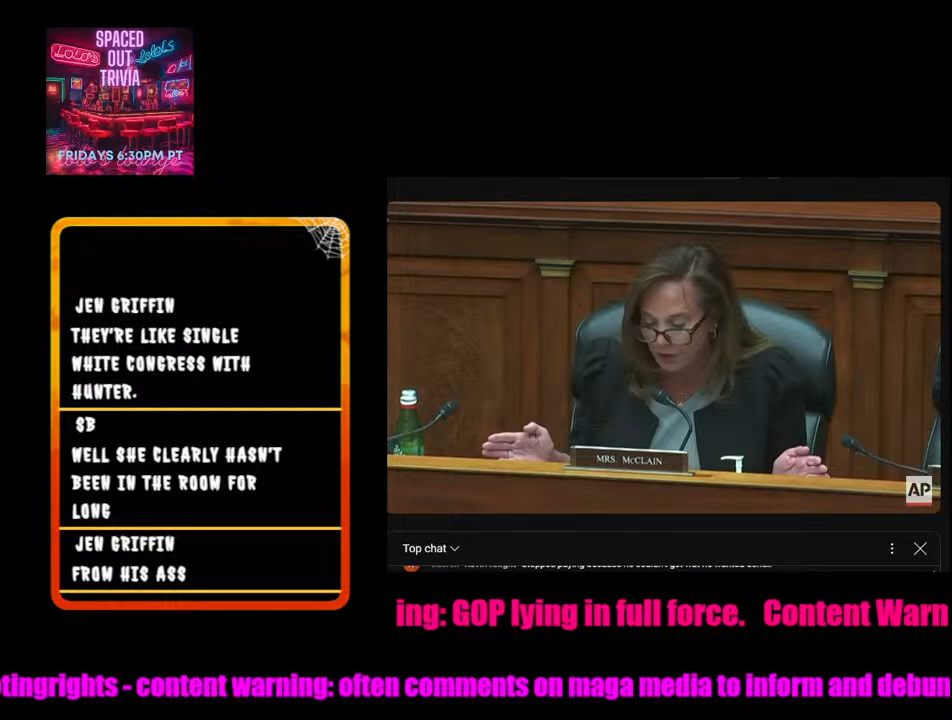 SPACED
OUT
TRIVIA
LOLO'S
FRIDAYS 6:30PM PT
lolo's lounge
JEN GRIFFIN
THEY'RE LIKE SINGLE
WHITE CONGRESS WITH
HUNTER.
SB
WELL SHE CLEARLY HASN'T
BEEN IN THE ROOM FOR
LONG
JEN GRIFFIN
FROM HIS ASS
MRS. McCLAIN
AP
Top chat
ing: GOP lying in full force. Content Warn
tingrights - content warning: often comments on maga media to inform and debun